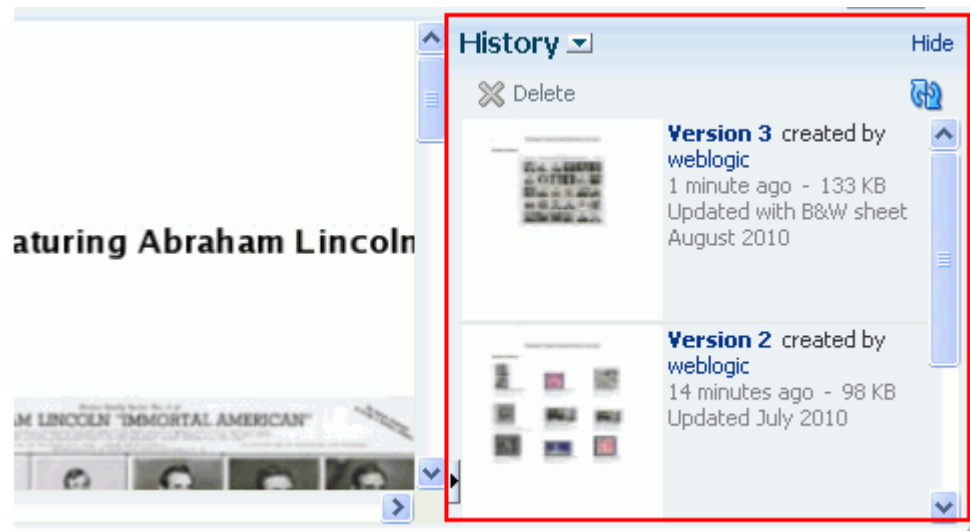 History
Hide
Delete
Version 3 created by
weblogic
1 minute ago - 133 KB
Updated with B&W sheet
August 2010
aturing Abraham Lincoln
Version 2 created by
weblogic
14 minutes ago - 98 KB
Updated July 2010
AM LINCOLN "IMMORTAL AMERICAN"